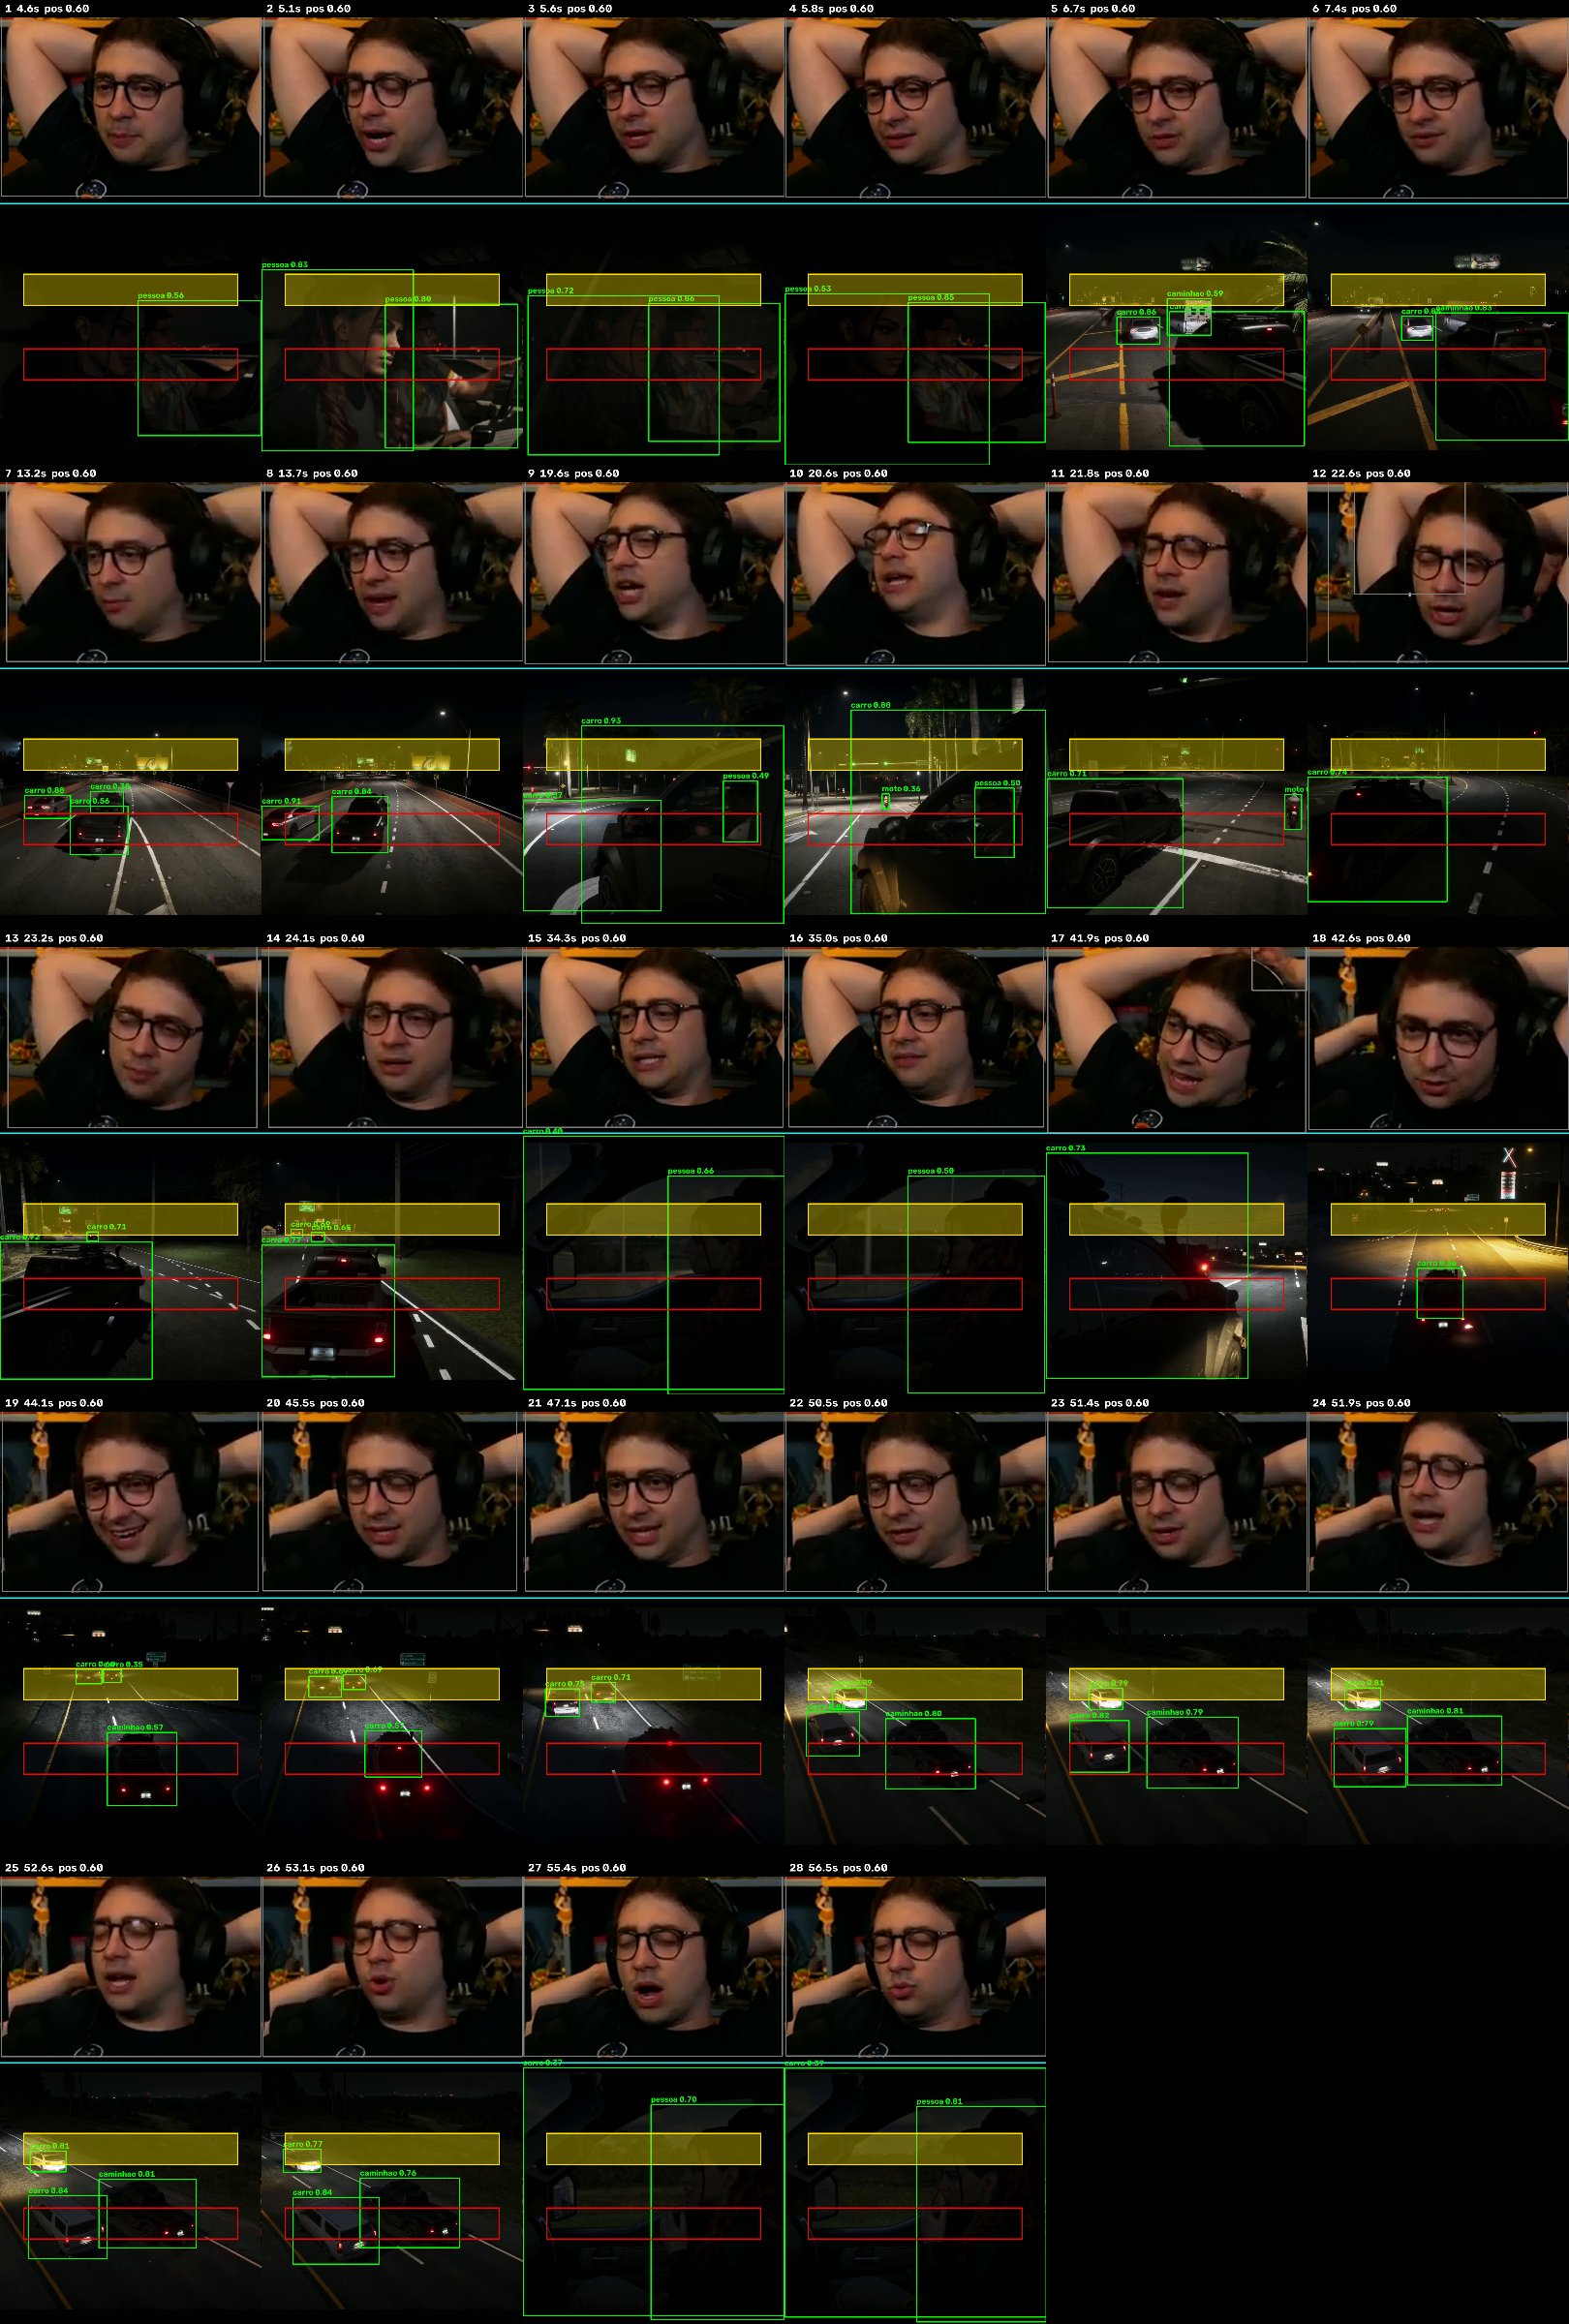 1 4.6s pos 0.60
2 5.1s pos 0.60
3 5.6s pos 0.60
4 5.8s pos 0.60
5 6.7s pos 0.60
6 7.4s pos 0.60
pessoa 0.56
pessoa 0.83
pessoa 0.80
pessoa 0.72
pessoa 0.86
pessoa 0.53
pessoa 0.85
caminhao 0.59
carro 0.86
caminhao 0.83
7 13.2s pos 0.60
8 13.7s pos 0.60
9 19.6s pos 0.60
10 20.6s pos 0.60
11 21.8s pos 0.60
12 22.6s pos 0.60
carro 0.88
carro 0.56
carro 0.91
carro 0.84
carro 0.93
pessoa 0.49
carro 0.88
moto 0.36
pessoa 0.50
carro 0.71
moto
carro 0.74
13 23.2s pos 0.60
14 24.1s pos 0.60
15 34.3s pos 0.60
16 35.0s pos 0.60
17 41.9s pos 0.60
18 42.6s pos 0.60
carro 0.71
carro 0.65
pessoa 0.66
pessoa 0.50
carro 0.73
X
19 44.1s pos 0.60
20 45.5s pos 0.60
21 47.1s pos 0.60
22 50.5s pos 0.60
23 51.4s pos 0.60
24 51.9s pos 0.60
caminhao 0.57
carro 0.75
carro 0.71
caminhao 0.80
carro 0.82
caminhao 0.79
carro 0.81
carro 0.79
caminhao 0.81
25 52.6s pos 0.60
26 53.1s pos 0.60
27 55.4s pos 0.60
28 56.5s pos 0.60
carro 0.81
caminhao 0.81
carro 0.84
carro 0.77
caminhao 0.76
carro 0.84
pessoa 0.70
pessoa 0.81